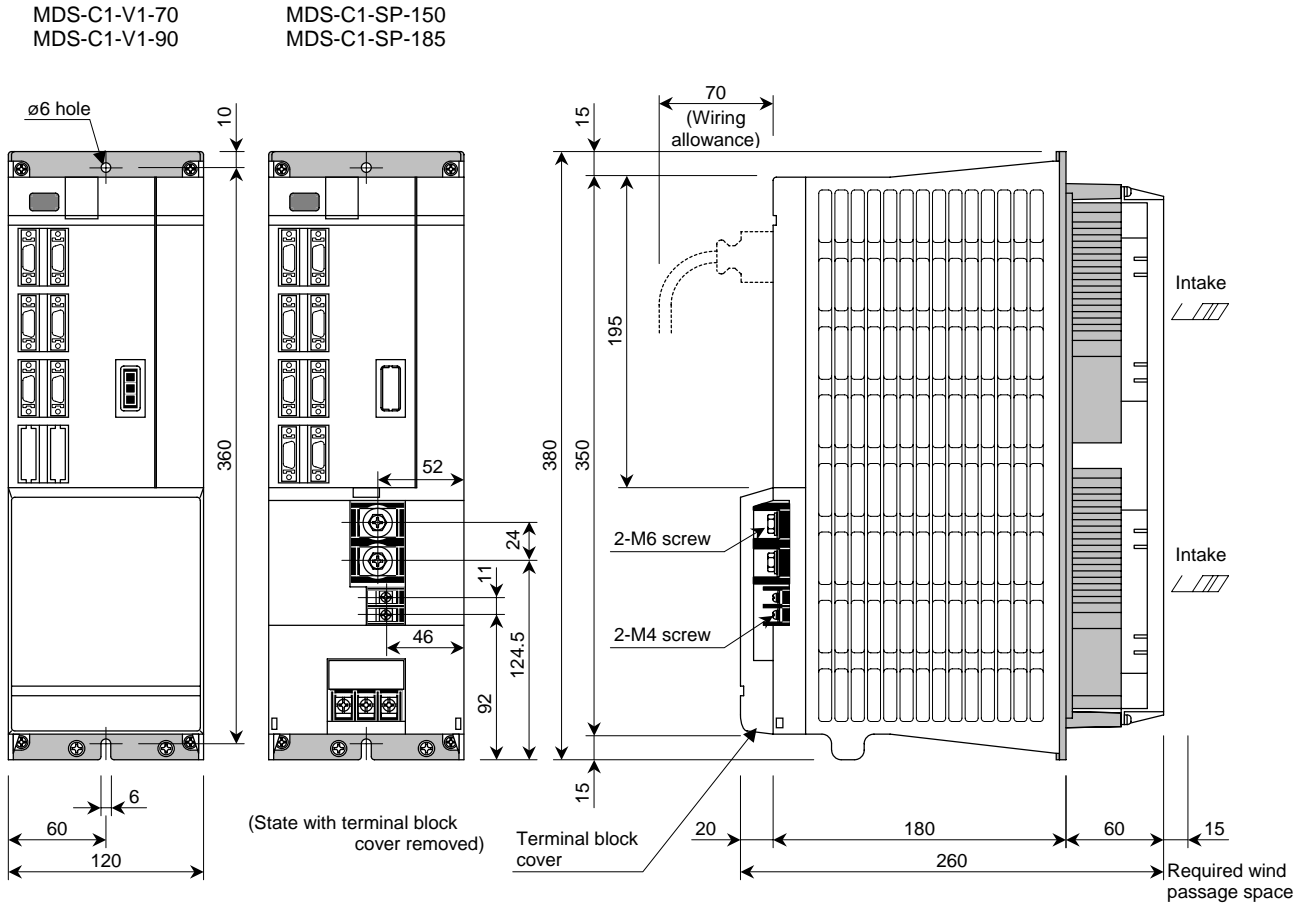 MDS-C1-V1-70
MDS-C1-V1-90
MDS-C1-SP-150
MDS-C1-SP-185
ø6 hole
10
360
6
60
120
52
24
11
46
124.5
92
(State with terminal block
cover removed)
15
70
(Wiring
allowance)
380
350
195
2-M6 screw
2-M4 screw
Intake
Intake
15
Terminal block
cover
20
180
60
15
260
Required wind
passage space